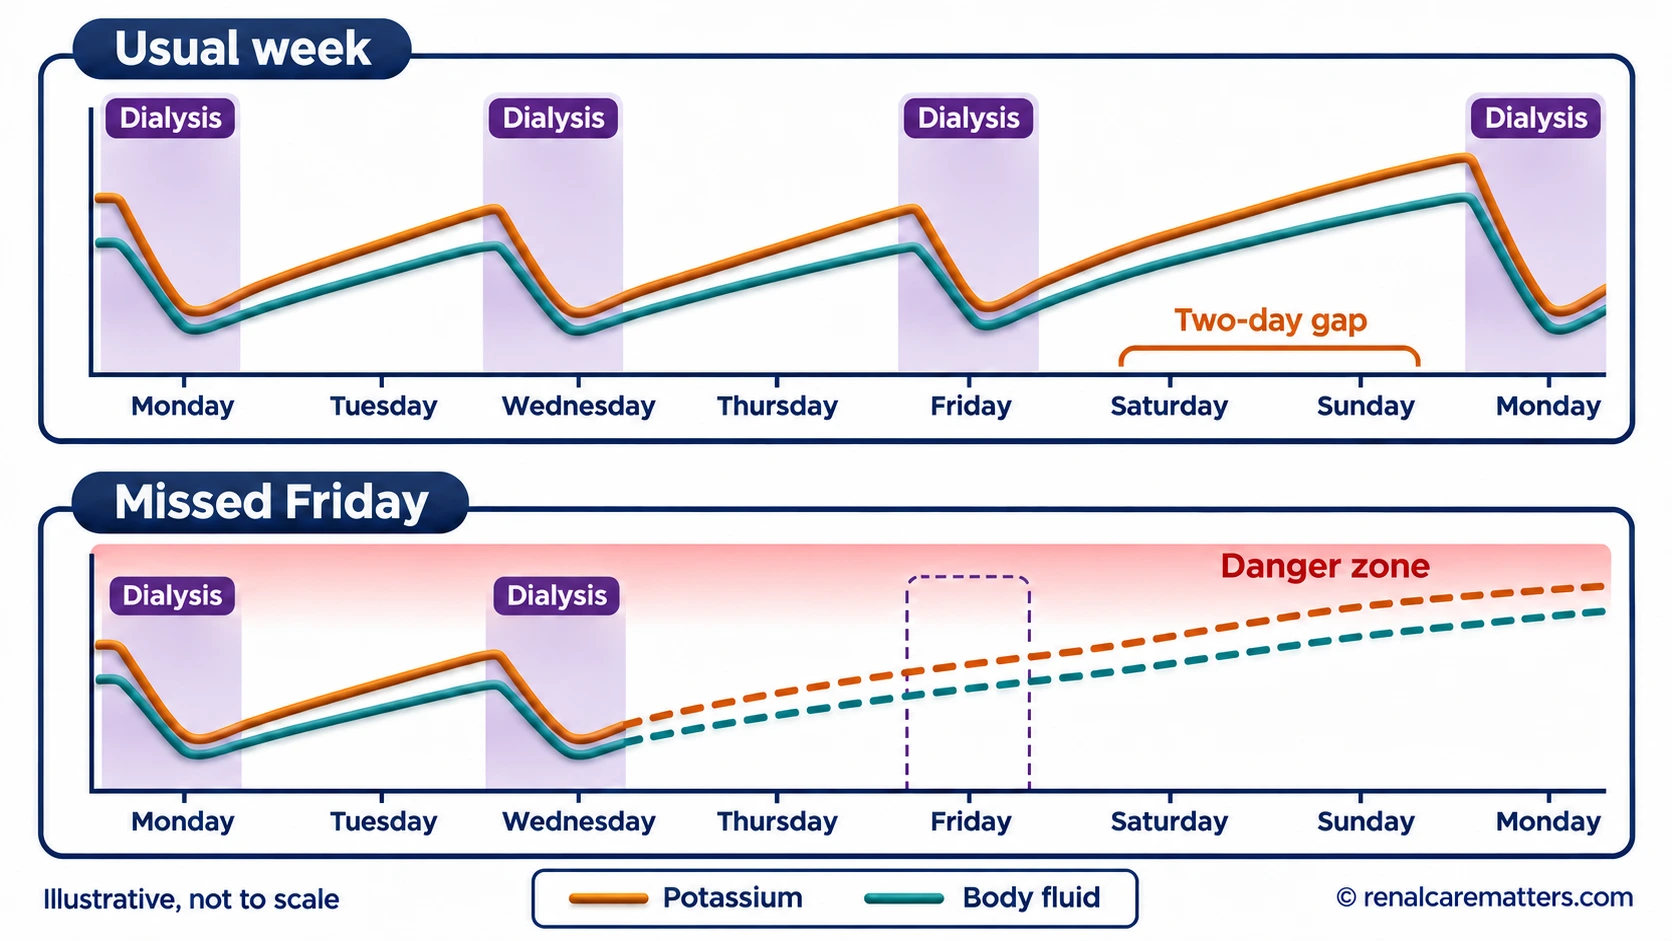 Usual week
Dialysis
Dialysis
Dialysis
Dialysis
Two-day gap
Monday
Tuesday
Wednesday
Thursday
Friday
Saturday
Sunday
Monday
Missed Friday
Danger zone
Dialysis
Dialysis
Monday
Tuesday
Wednesday
Thursday
Friday
Saturday
Sunday
Monday
Illustrative, not to scale
Potassium
Body fluid
© renalcarematters.com